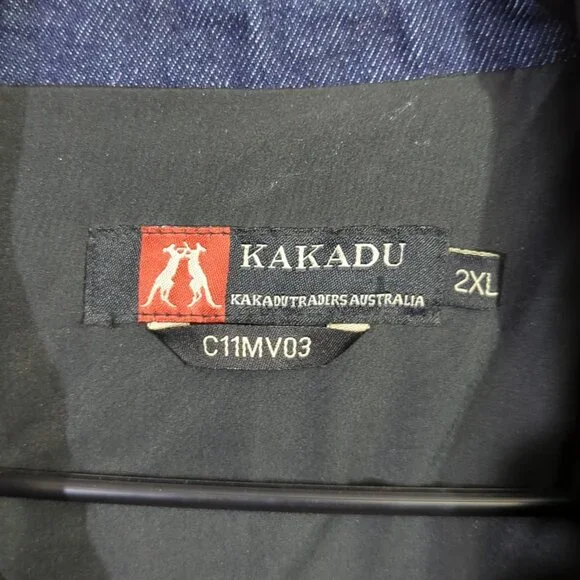 KAKADU
KAKADU TRADERS AUSTRALIA
2XL
C11MV03